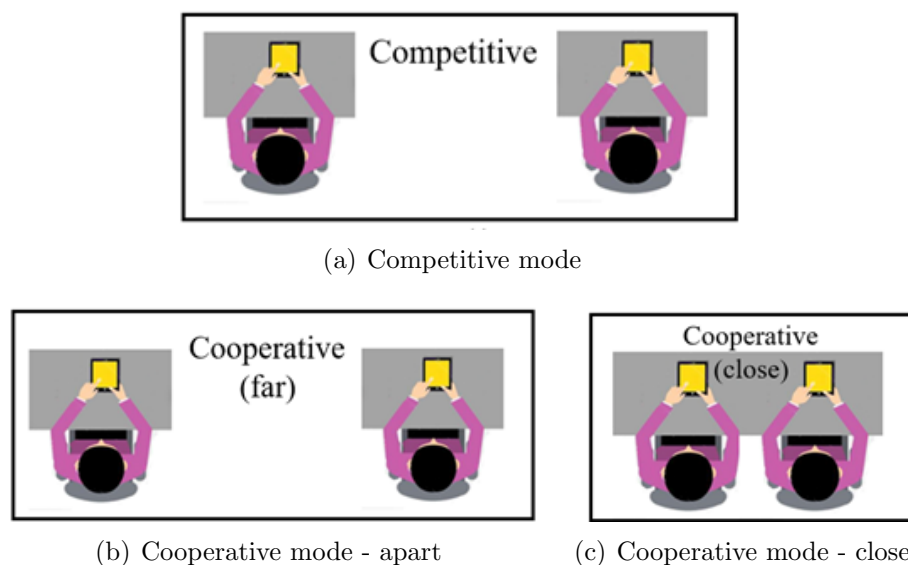 Competitive
(a) Competitive mode
Cooperative
(far)
Cooperative
(close)
(b) Cooperative mode - apart
(c) Cooperative mode - close